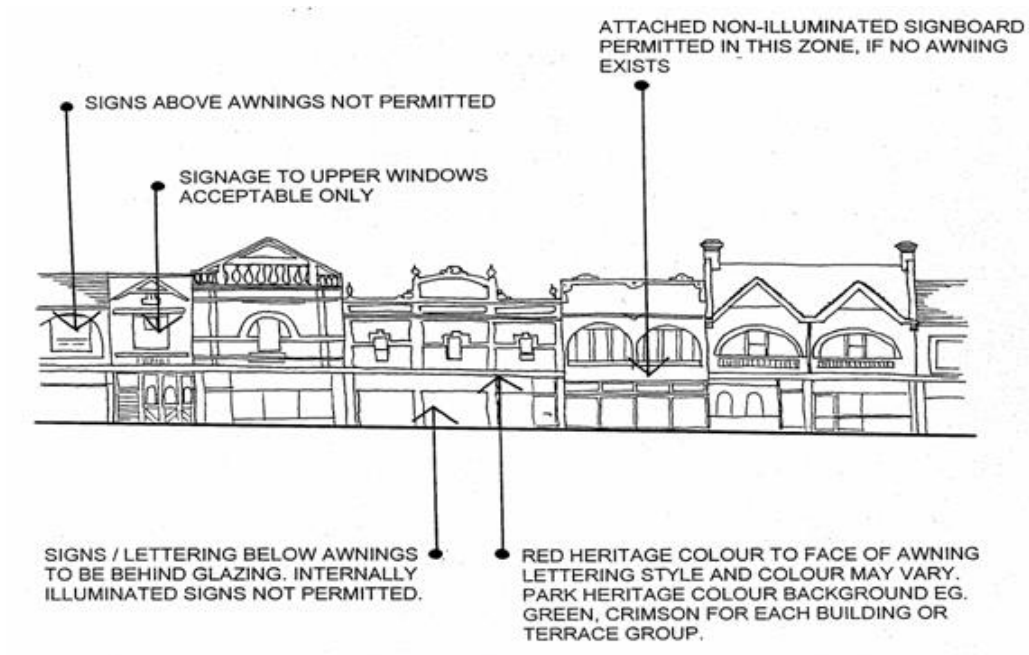 ATTACHED NON-ILLUMINATED SIGNBOARD
PERMITTED IN THIS ZONE, IF NO AWNING
EXISTS
SIGNS ABOVE AWNINGS NOT PERMITTED
SIGNAGE TO UPPER WINDOWS
ACCEPTABLE ONLY
SIGNS / LETTERING BELOW AWNINGS
TO BE BEHIND GLAZING. INTERNALLY
ILLUMINATED SIGNS NOT PERMITTED.
RED HERITAGE COLOUR TO FACE OF AWNING
LETTERING STYLE AND COLOUR MAY VARY.
PARK HERITAGE COLOUR BACKGROUND EG.
GREEN, CRIMSON FOR EACH BUILDING OR
TERRACE GROUP.